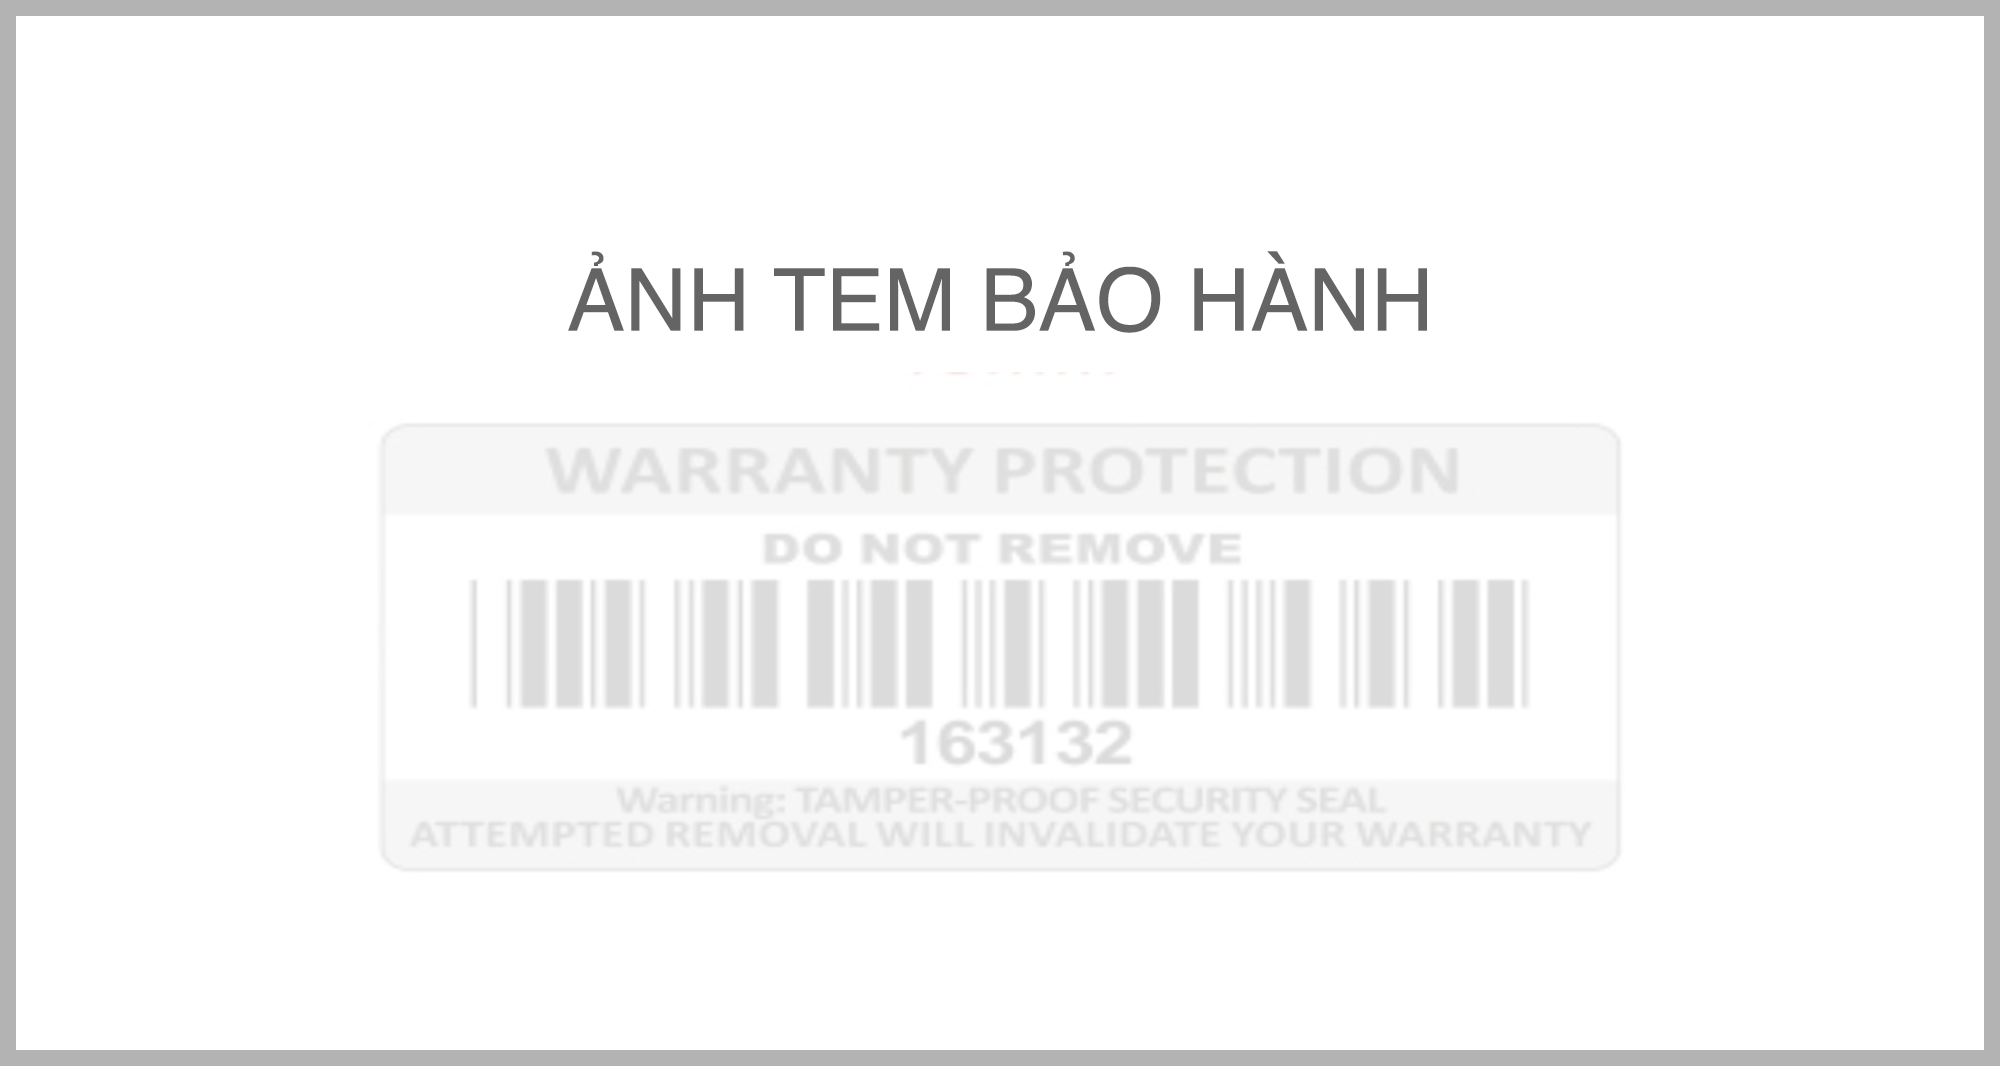 ẢNH TEM BẢO HÀNH
WARRANTY PROTECTION
DO NOT REMOVE
163132
Warning: TAMPER-PROOF SECURITY SEAL
ATTEMPTED REMOVAL WILL INVALIDATE YOUR WARRANTY